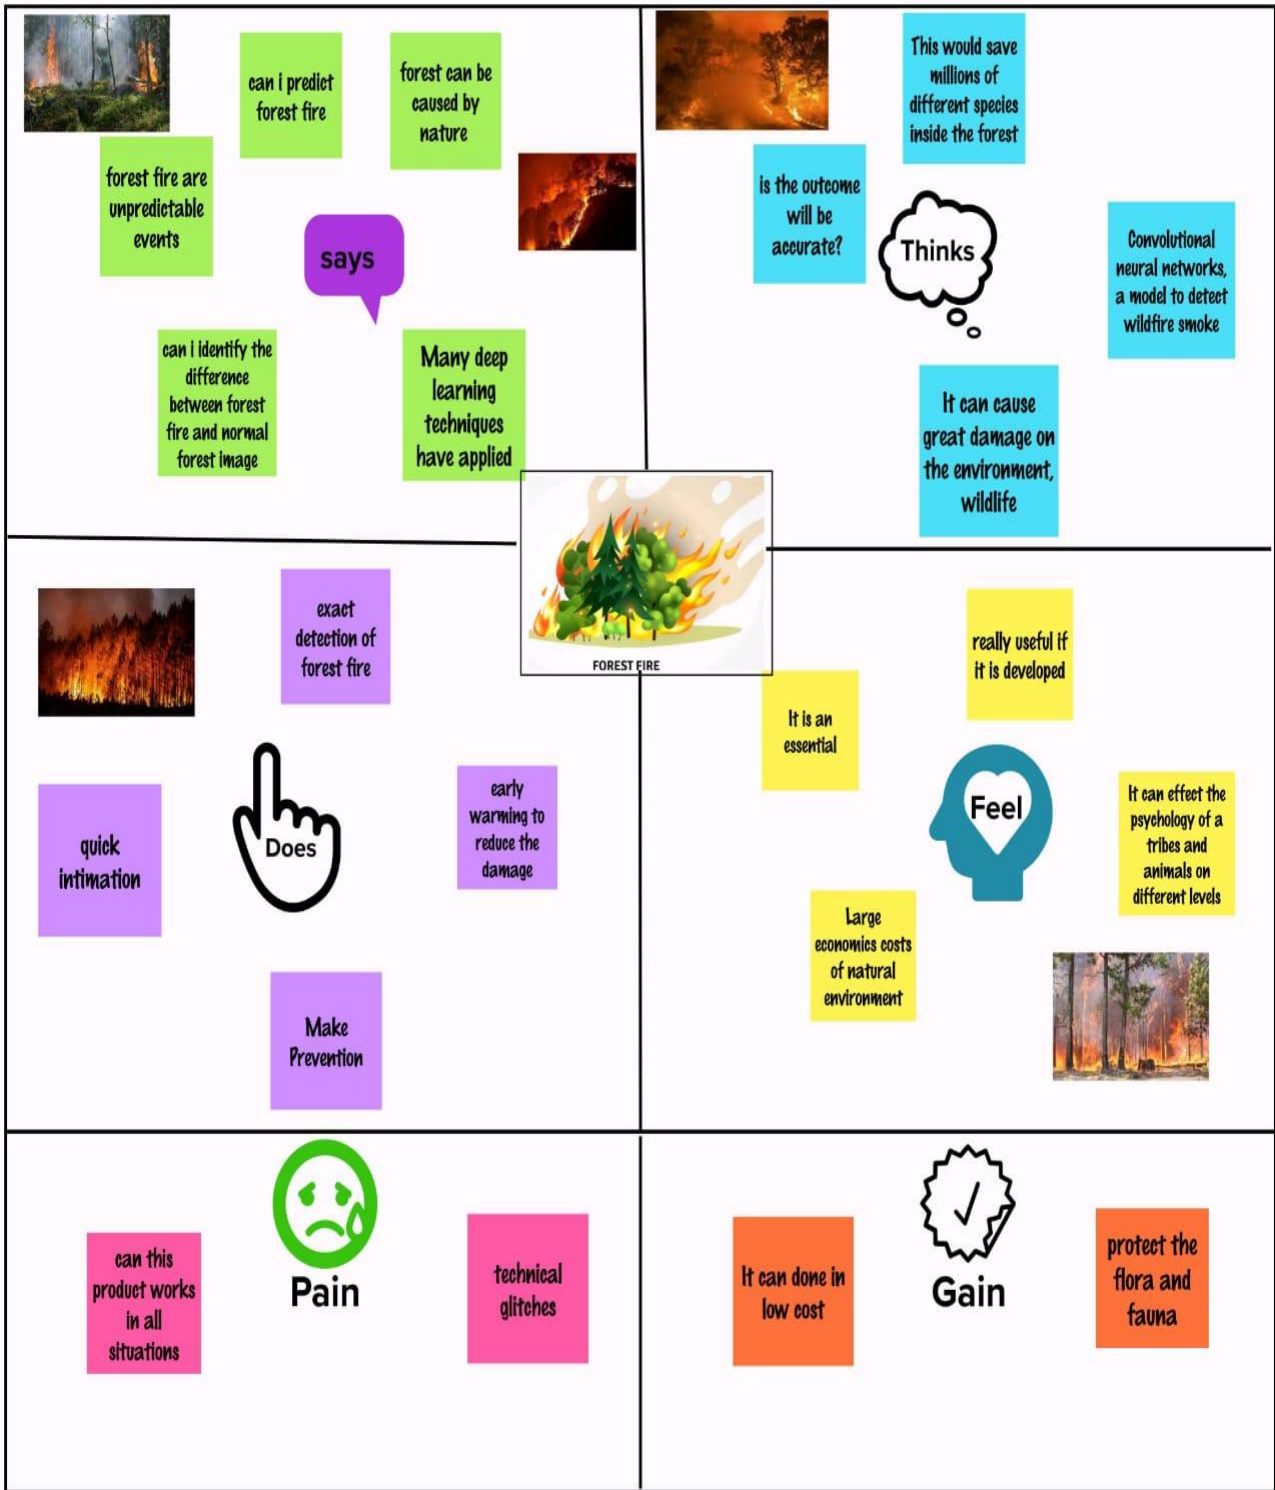 can i predict
forest fire
forest can be
caused by
nature
forest fire are
unpredictable
events
says
can i identify the
difference
between forest
fire and normal
forest image
Many deep
learning
techniques
have applied
This would save
millions of
different species
inside the forest
is the outcome
will be
accurate?
Thinks
Convolutional
neural networks,
a model to detect
wildfire smoke
It can cause
great damage on
the environment,
wildlife
FOREST FIRE
exact
detection of
forest fire
quick
intimation
Does
early
warming to
reduce the
damage
Make
Prevention
really useful if
it is developed
It is an
essential
Feel
It can effect the
psychology of a
tribes and
animals on
different levels
Large
economics costs
of natural
environment
Pain
can this
product works
in all
situations
technical
glitches
Gain
It can done in
low cost
protect the
flora and
fauna